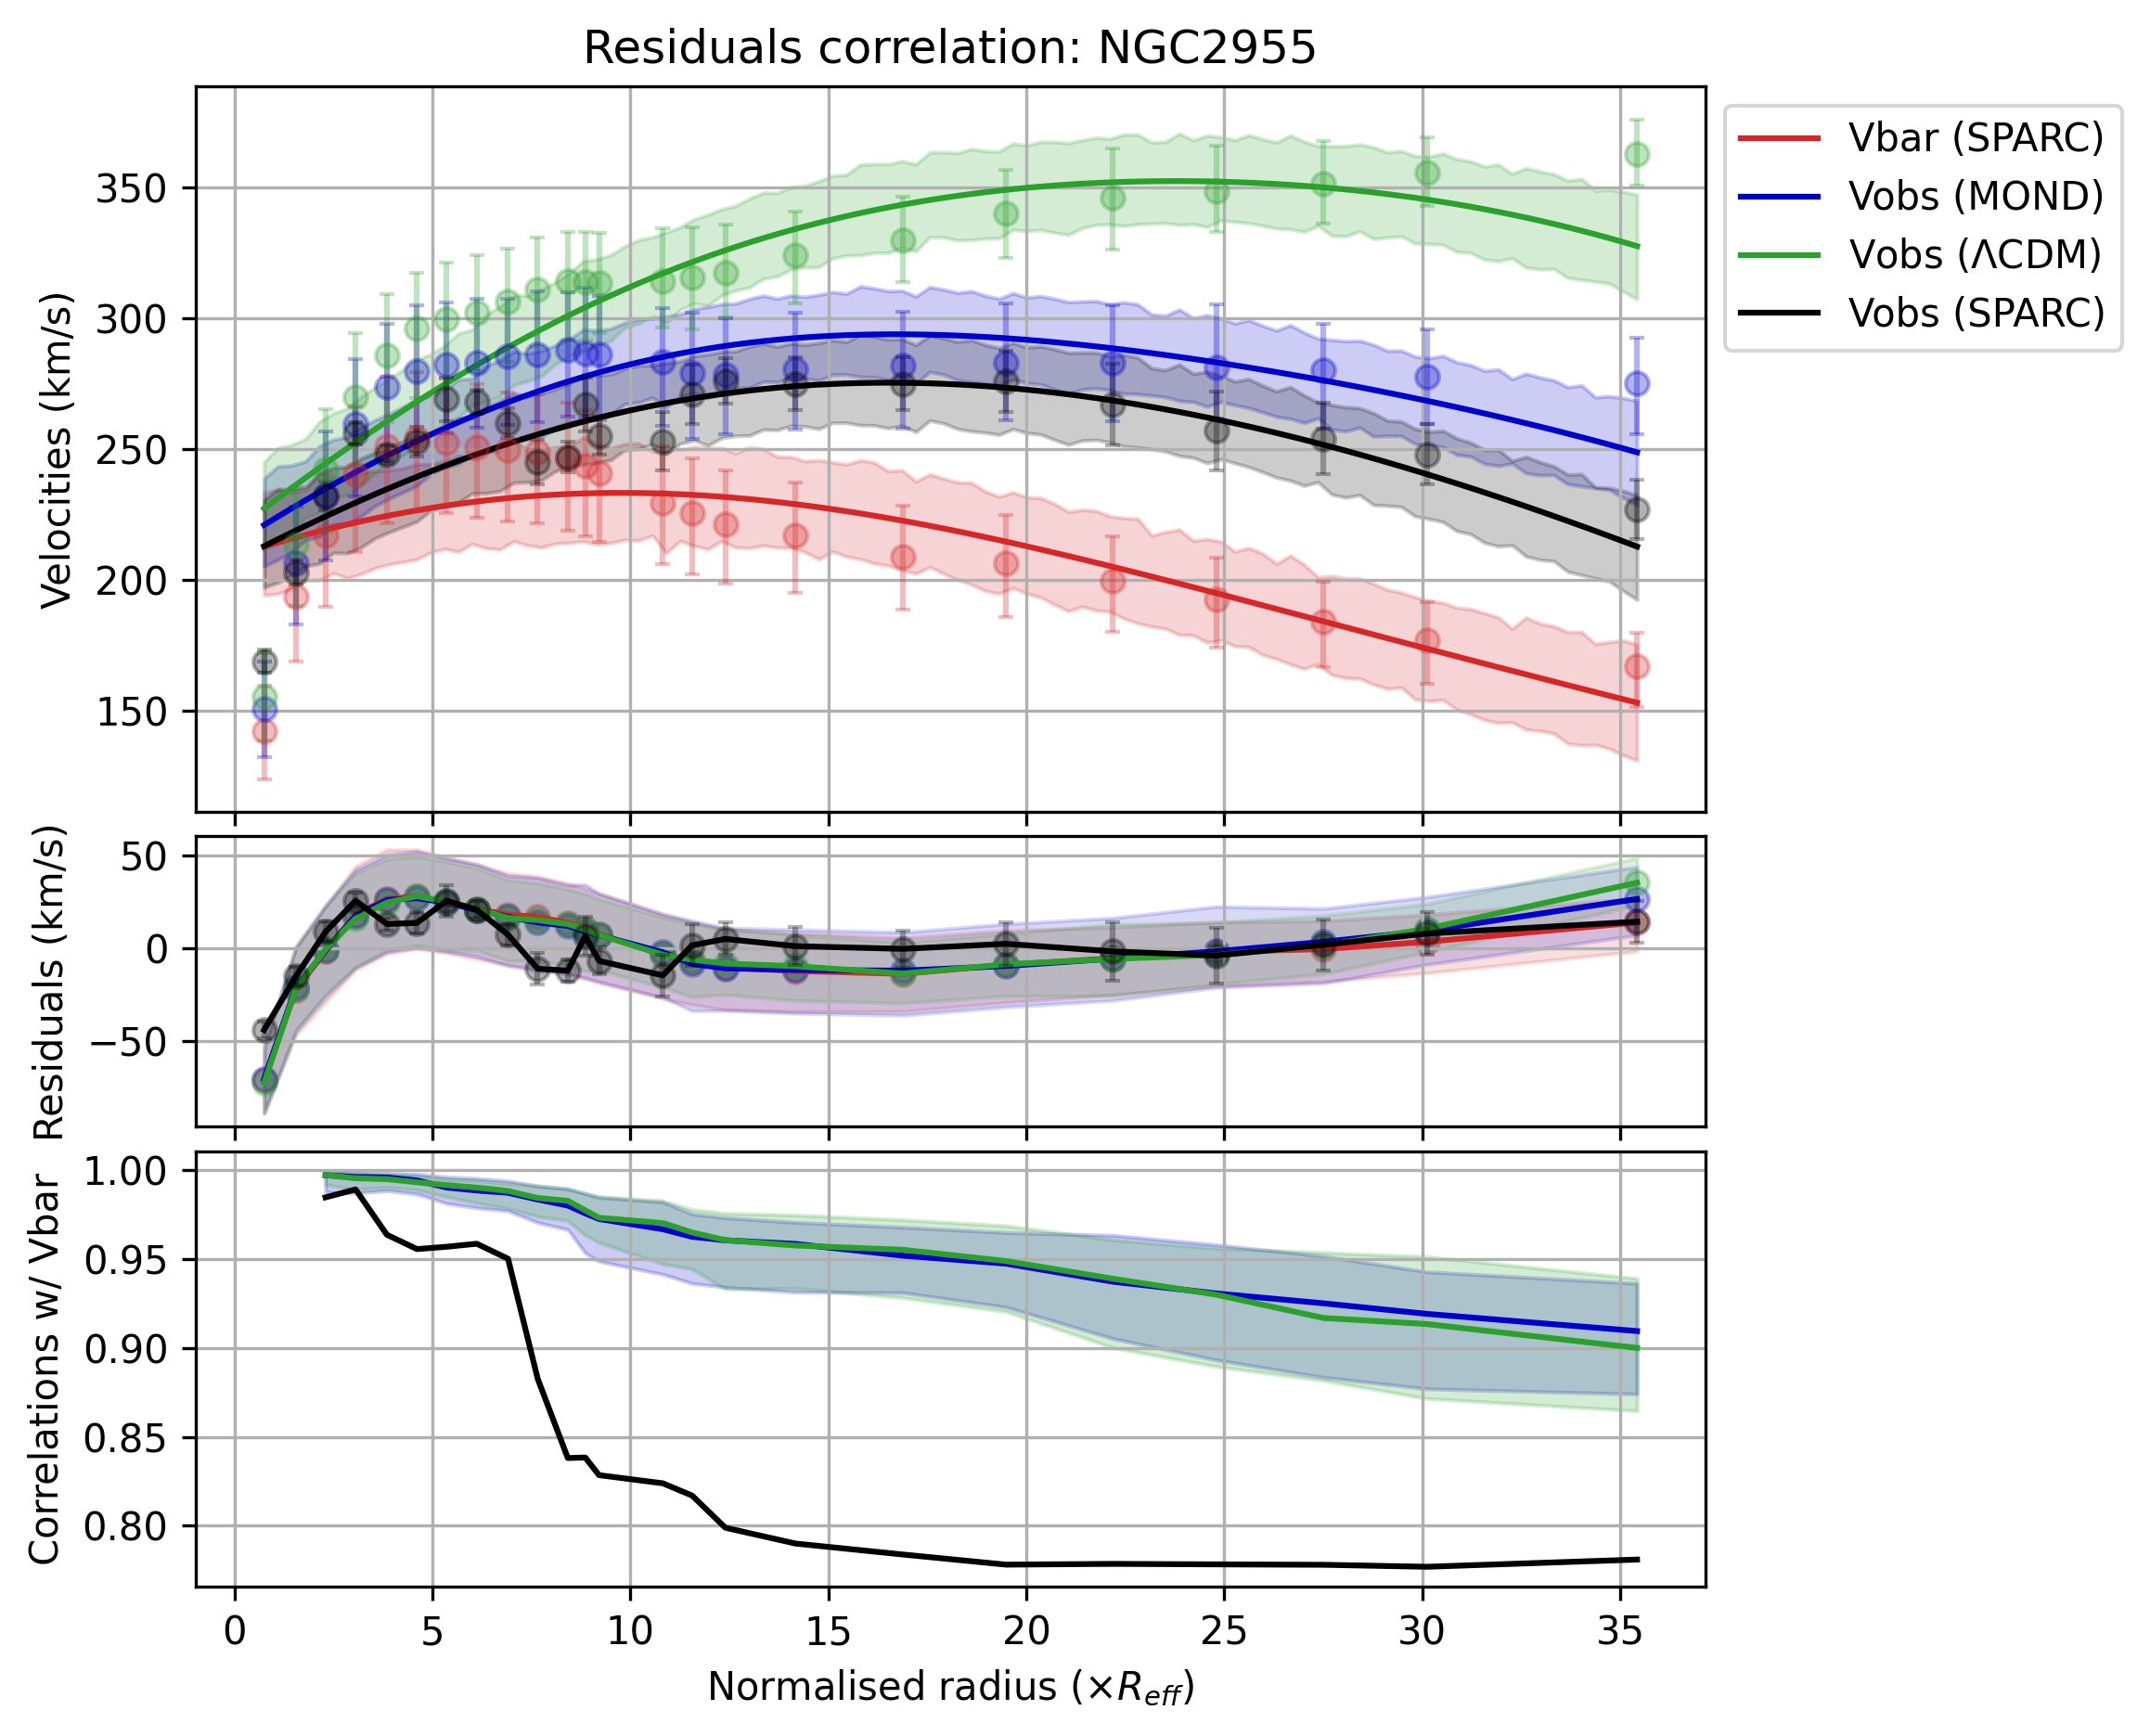 Residuals correlation: NGC2955
Velocities (km/s)
350
300
250
200
150
Vbar (SPARC)
Vobs (MOND)
Vobs (ΛCDM)
Vobs (SPARC)
Residuals (km/s)
50
0
−50
Correlations w/ Vbar
1.00
0.95
0.90
0.85
0.80
0 5 10 15 20 25 30 35
Normalised radius (×R_eff)